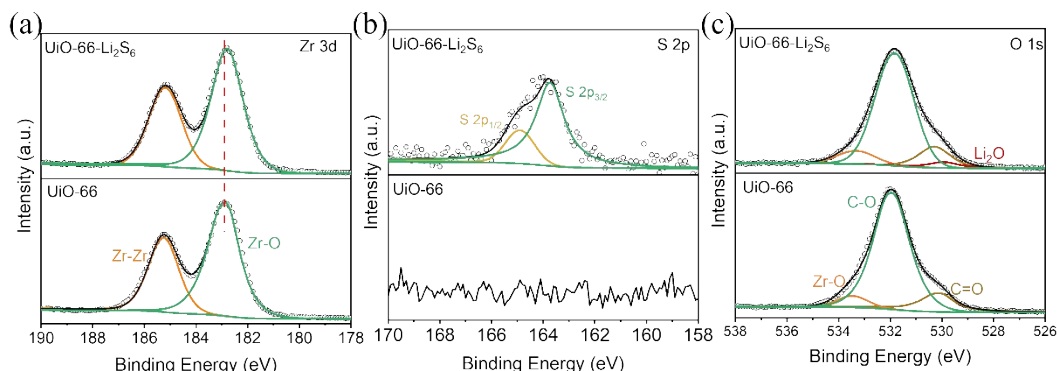 (a)
UiO-66-Li₂S₆
Zr 3d
UiO-66
Zr-Zr
Zr-O
Intensity (a.u.)
190 188 186 184 182 180 178
Binding Energy (eV)
(b)
UiO-66-Li₂S₆
S 2p
S 2p₃/₂
S 2p₁/₂
UiO-66
Intensity (a.u.)
170 168 166 164 162 160 158
Binding Energy (eV)
(c)
UiO-66-Li₂S₆
O 1s
Li₂O
UiO-66
C-O
Zr-O
C=O
Intensity (a.u.)
538 536 534 532 530 528 526
Binding Energy (eV)